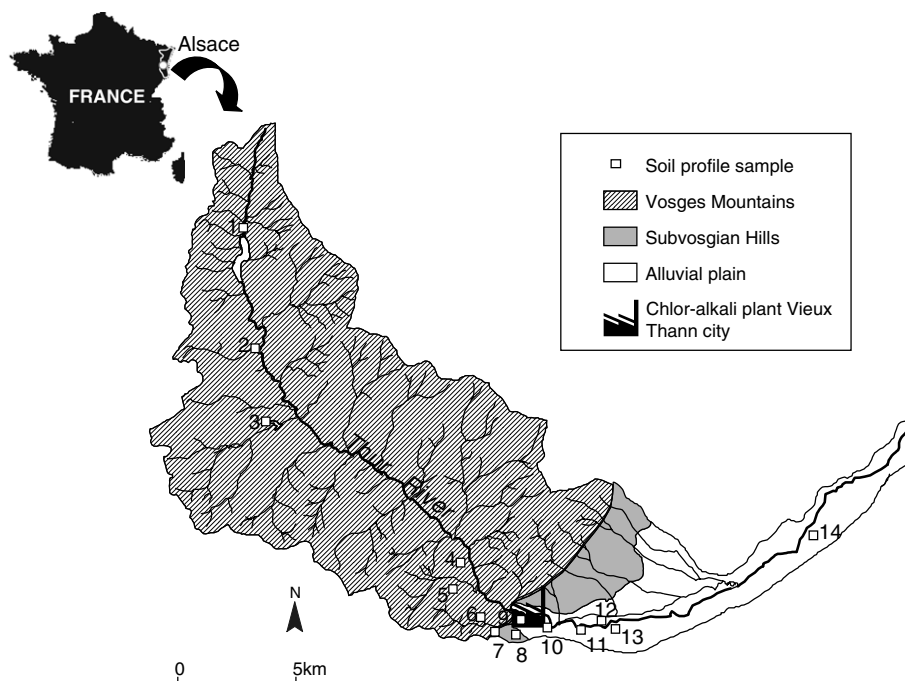 Alsace
FRANCE
Soil profile sample
Vosges Mountains
Subvosgian Hills
Alluvial plain
Chlor-alkali plant Vieux
Thann city
1
2
3
Thur River
4
5
6
7
8
9
10
11
12
13
14
N
0 5km